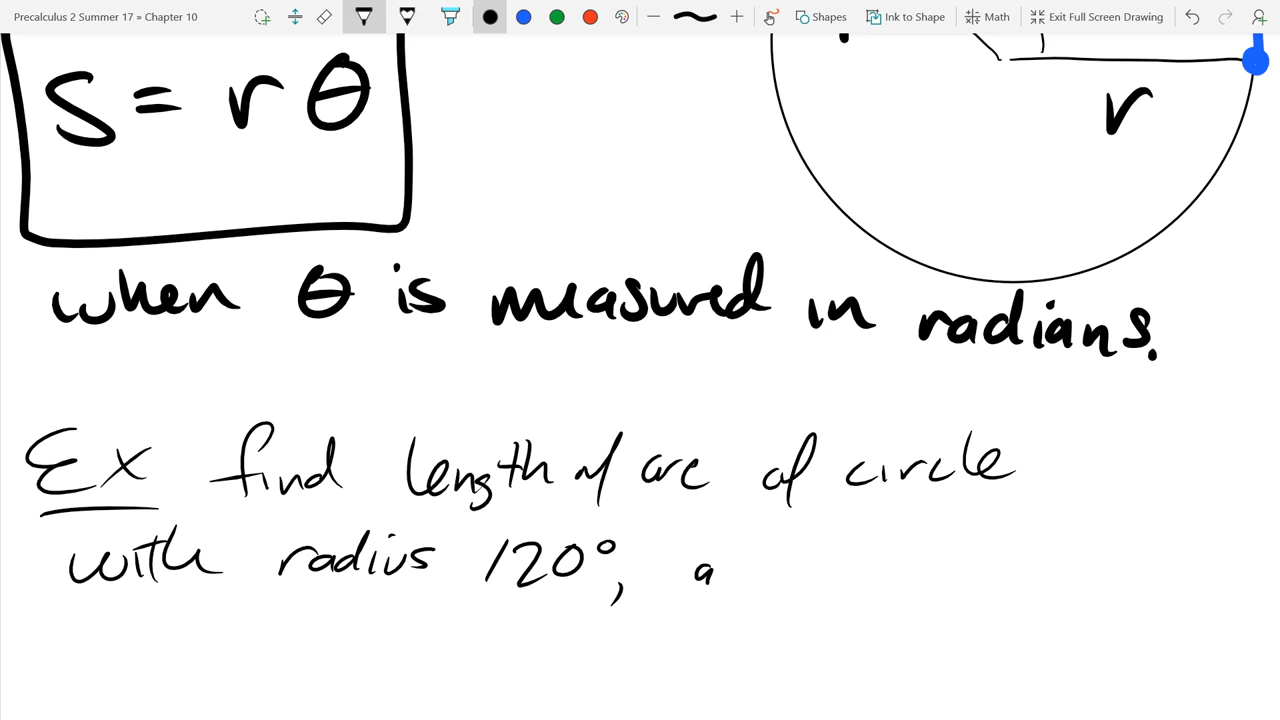 Precalculus 2 Summer 17 » Chapter 10
Shapes
Ink to Shape
Math
Exit Full Screen Drawing
S = r θ
r
when θ is measured in radians.
Ex find length of arc of circle
with radius 120°, a